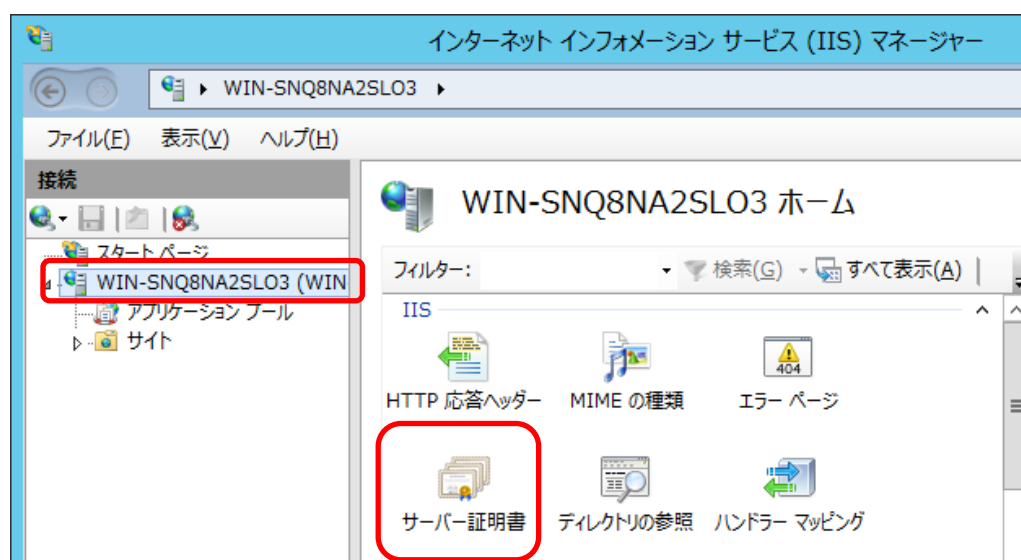 インターネット インフォメーション サービス (IIS) マネージャー
WIN-SNQ8NA2SLO3
ファイル(F) 表示(V) ヘルプ(H)
接続
スタート ページ
WIN-SNQ8NA2SLO3 (WIN
アプリケーション プール
サイト
WIN-SNQ8NA2SLO3 ホーム
フィルター: 検索(G) すべて表示(A)
IIS
404
HTTP 応答ヘッダー MIME の種類 エラー ページ
サーバー証明書 ディレクトリの参照 ハンドラー マッピング